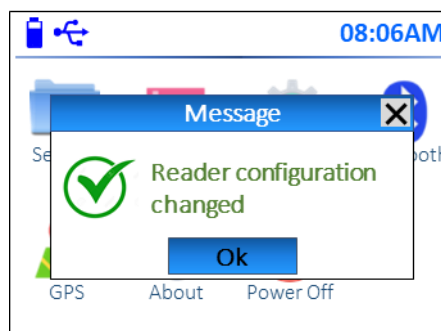 08:06AM
Message
Reader configuration
changed
Ok
GPS About Power Off